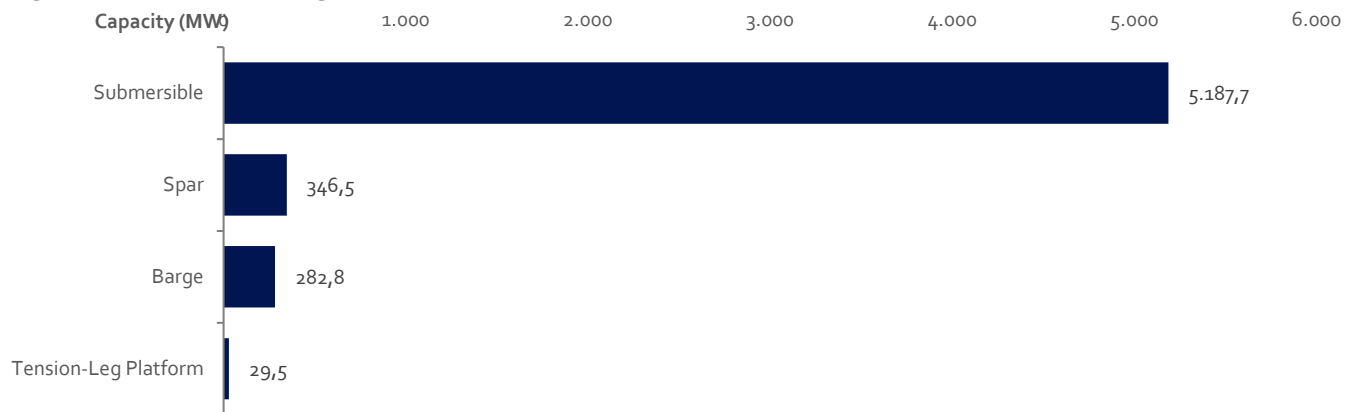 Capacity (MW) 0 1.000 2.000 3.000 4.000 5.000 6.000
Submersible 5.187,7
Spar 346,5
Barge 282,8
Tension-Leg Platform 29,5